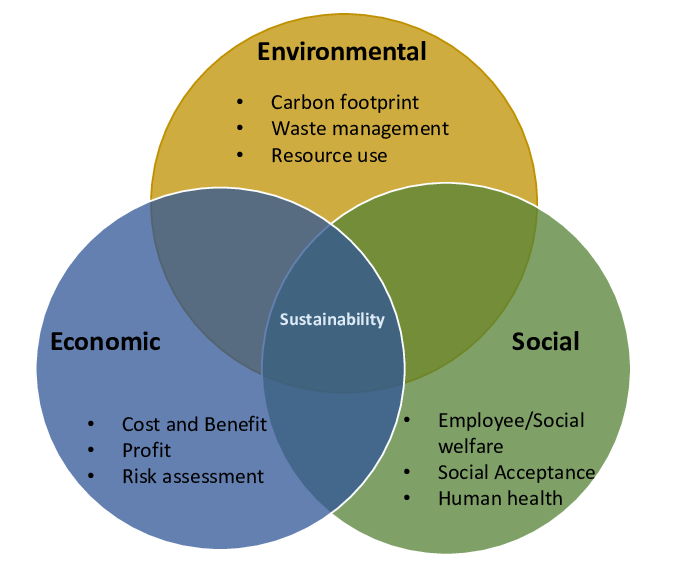 Environmental
• Carbon footprint
• Waste management
• Resource use
Sustainability
Economic
• Cost and Benefit
• Profit
• Risk assessment
Social
• Employee/Social
welfare
• Social Acceptance
• Human health